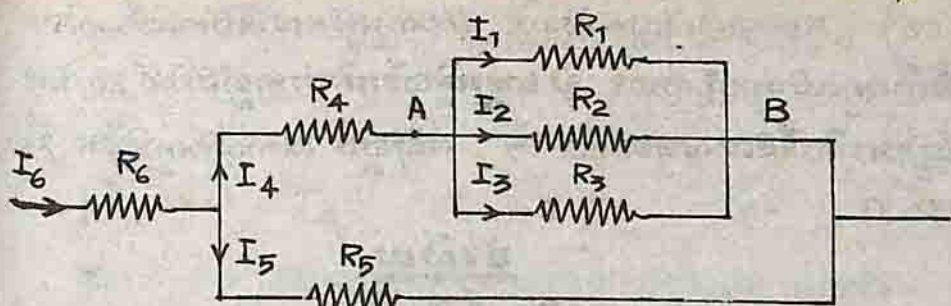 I₁ R₁
R₄ A I₂ R₂ B
I₆ R₆ I₄ I₃ R₃
I₅ R₅